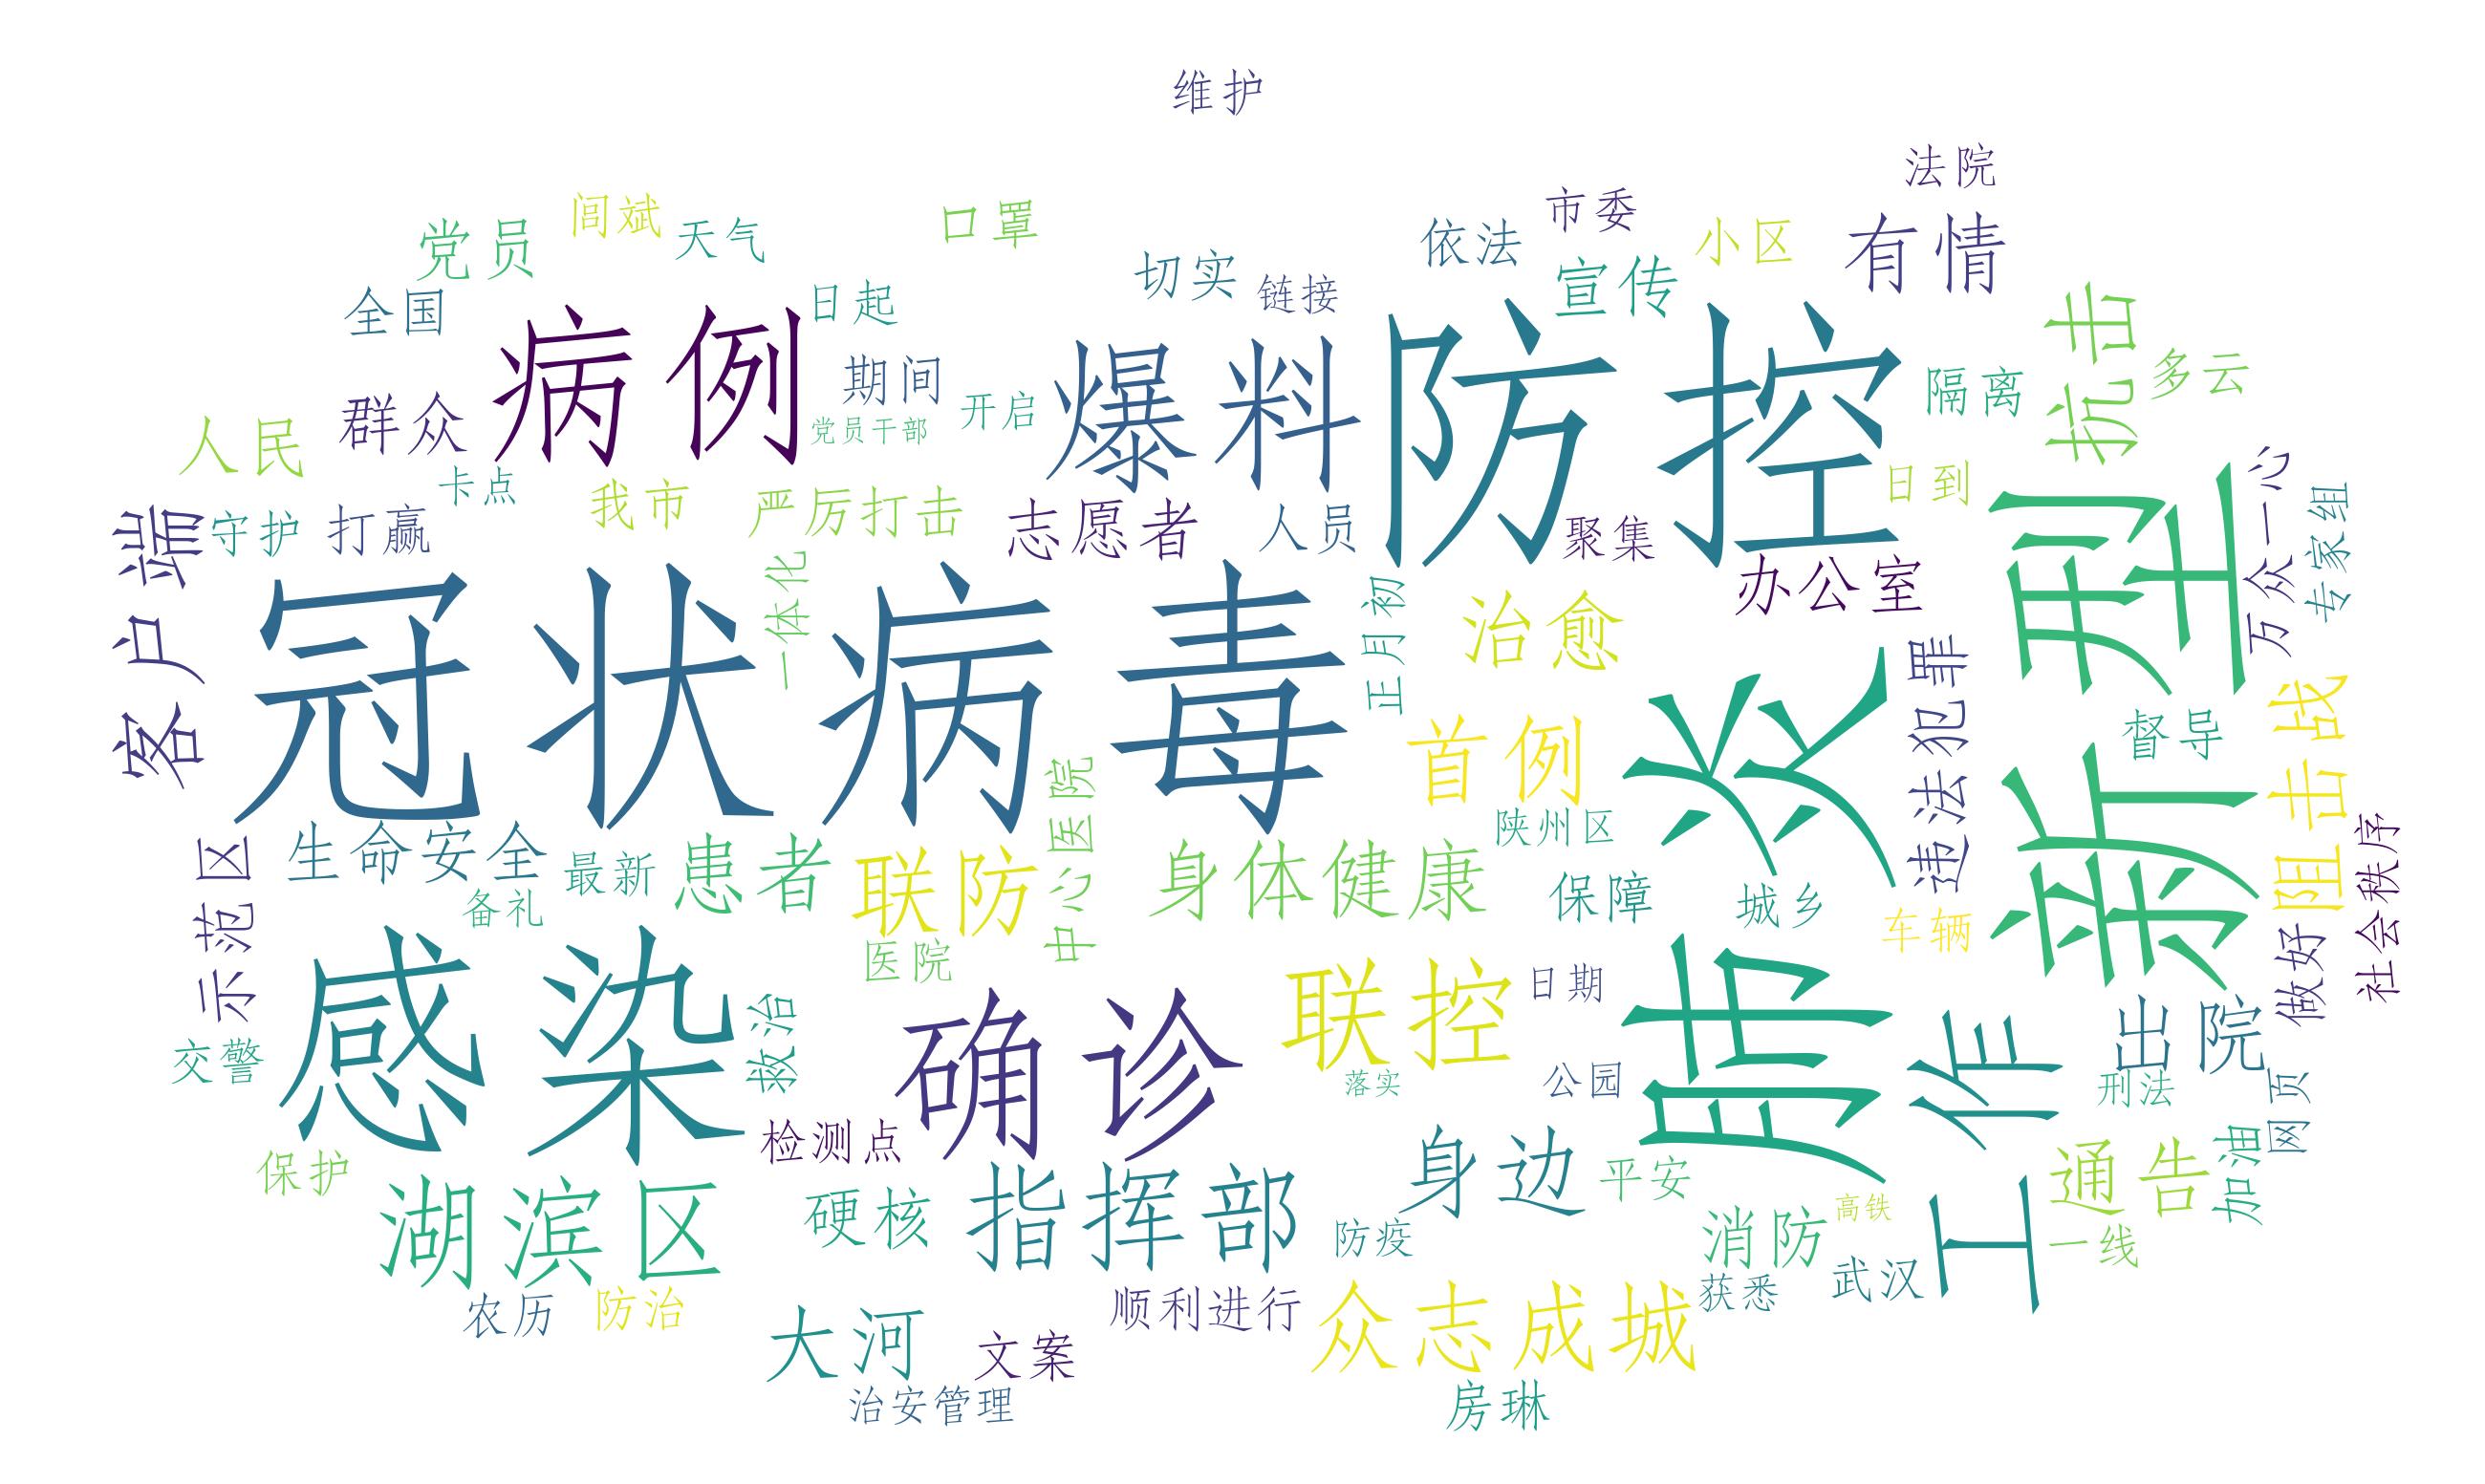 维护
法院
党员
闾斌
天气
口罩
市委
依法
小区
有情
切实
链接
宣传
全国
日起
病例
爆料
防控
抗击
多云
隔离
期间
群众
党员干部
开启
人民
卡点
日到
万众一心
专家组
客户端
守护
打赢
我市
严厉打击
志愿者
人员
聚集
新型
办公室
一体化
冠状病毒
正月初
治愈
肺炎
违法犯罪
阻击战
督导
首例
中心医院
陕州区
社会秩序
示范区
生命安全
最新
患者
联防
身体健康
保障
城乡
车辆
备礼
医院
做好
感染
救治
确诊
联控
日期
工作
出院
交警
落实
公园
刑法
网页
检测点
身边
平安
通告
加油
保护
湖滨区
硬核
指挥部
防疫
消防
高铁
一线
农历
防治
大河
文案
顺利进行
众志成城
获悉
武汉
治安管理
房琳